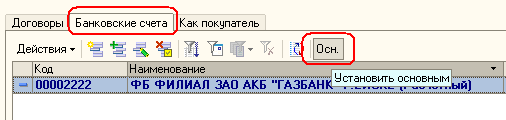 Договоры Банковские счета Как покупатель
Действия Осн.
Код Наименование
Установить основным
00002222 ФБ ФИЛИАЛ ЗАО АКБ "ГАЗБАНК"